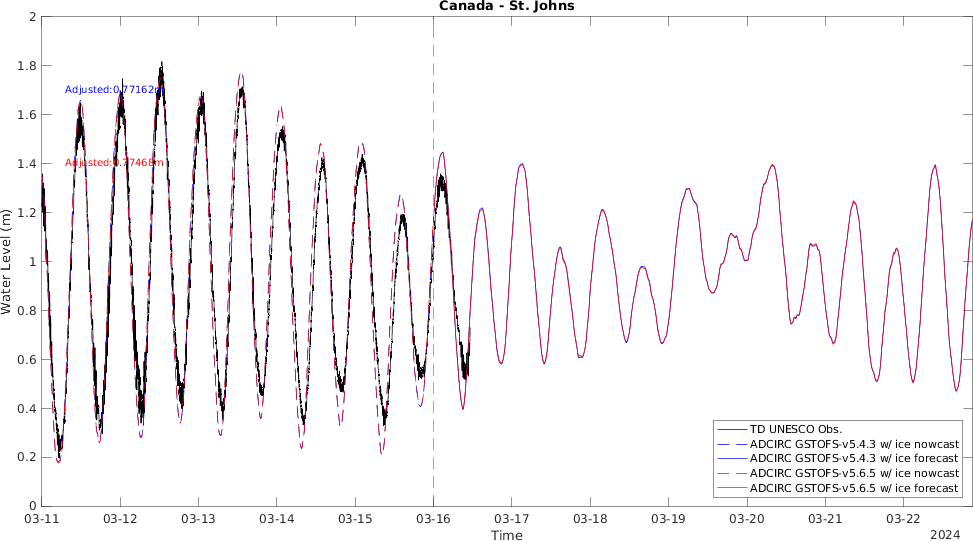 Canada - St. Johns
2
1.8
1.6
1.4
1.2
1
0.8
0.6
0.4
0.2
0
Water Level (m)
Adjusted:0.77162m
Adjusted:0.77468m
TD UNESCO Obs.
ADCIRC GSTOFS-v5.4.3 w/ ice nowcast
ADCIRC GSTOFS-v5.4.3 w/ ice forecast
ADCIRC GSTOFS-v5.6.5 w/ ice nowcast
ADCIRC GSTOFS-v5.6.5 w/ ice forecast
03-11 03-12 03-13 03-14 03-15 03-16 03-17 03-18 03-19 03-20 03-21 03-22
Time
2024